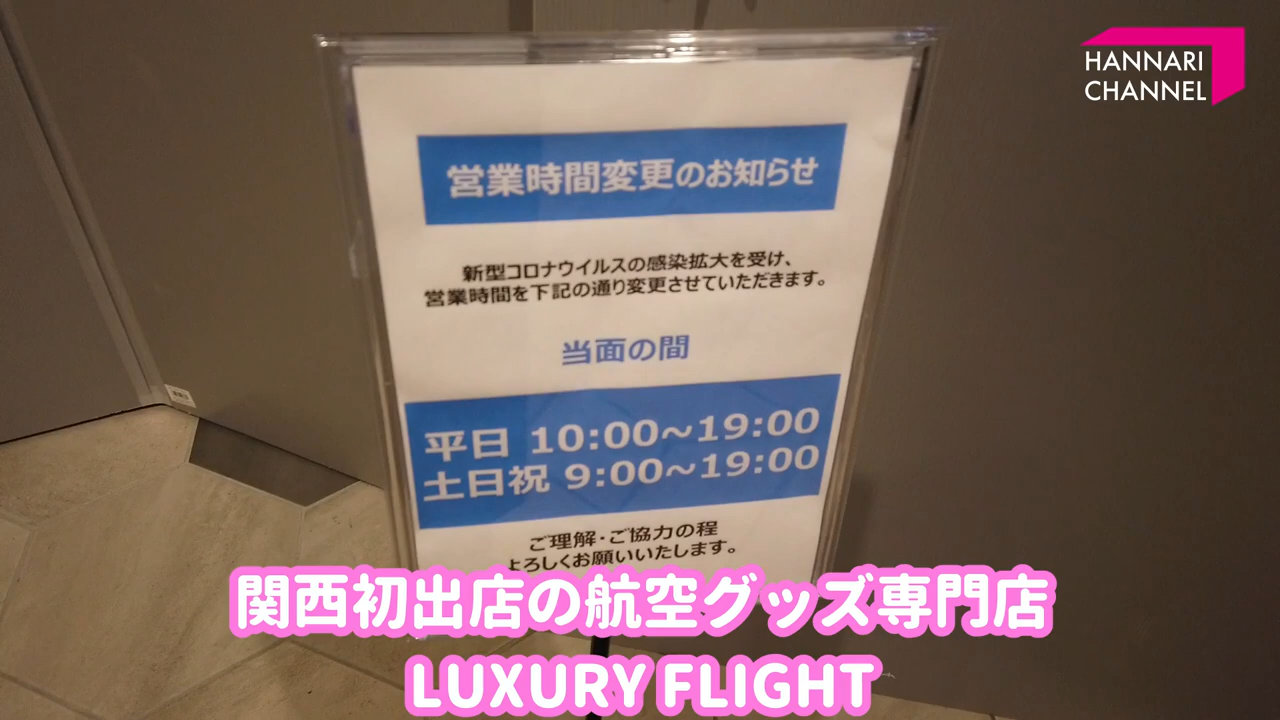 HANNARI
CHANNEL
営業時間変更のお知らせ
新型コロナウイルスの感染拡大を受け、
営業時間を下記の通り変更させていただきます。
当面の間
平日 10:00~19:00
土日祝 9:00~19:00
ご理解・ご協力の程
よろしくお願いいたします。
関西初出店の航空グッズ専門店
LUXURY FLIGHT